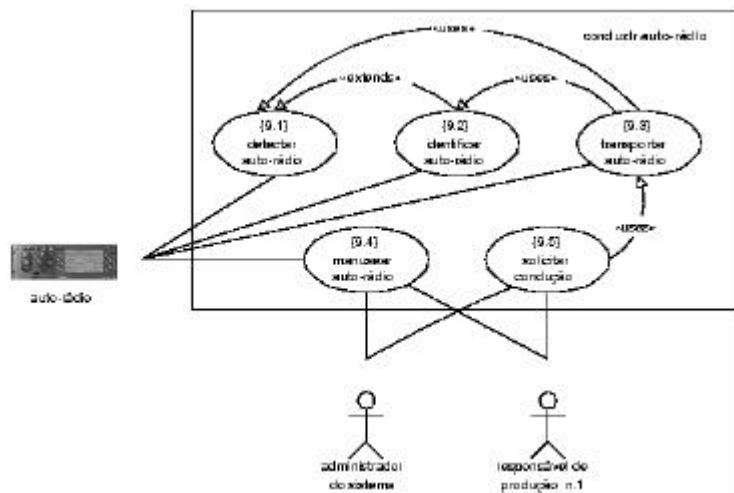 «uses»
conduzir auto-rádio
«extends»
«uses»
{9.1}
detectar
auto-rádio
{9.2}
identificar
auto-rádio
{9.3}
transportar
auto-rádio
{9.4}
manusear
auto-rádio
{9.5}
solicitar
condução
«uses»
auto-rádio
administrador
do sistema
responsável de
produção n.1